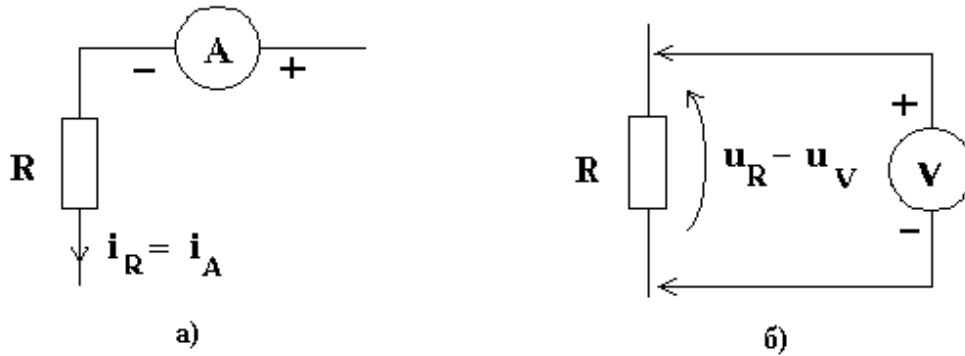 A
− +
R
i_R = i_A
а)
+
R
u_R − u_V
V
−
б)